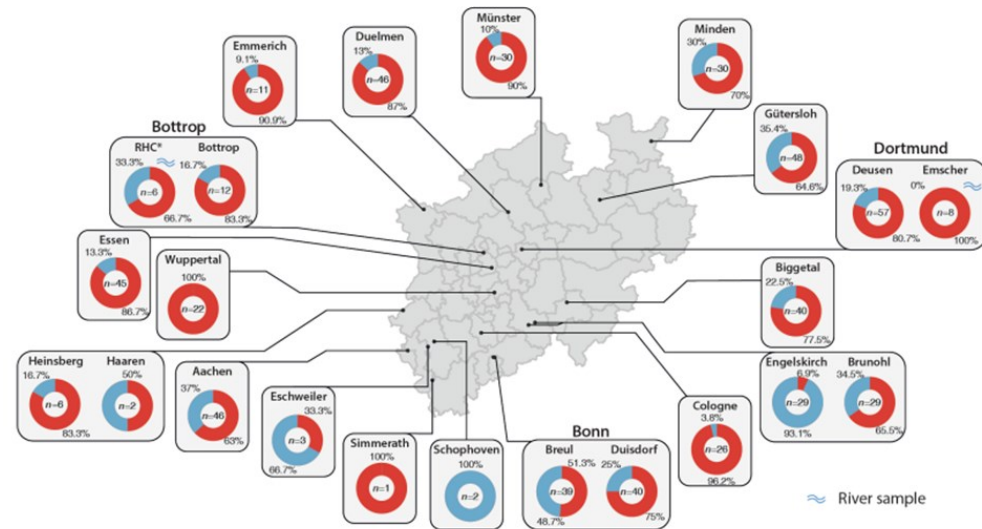 Emmerich
9.1%
n=11
90.9%
Duelmen
13%
n=46
87%
Münster
10%
n=30
90%
Minden
30%
n=30
70%
Gütersloh
35.4%
n=48
64.6%
Bottrop
RHC* Bottrop
33.3% 16.7%
n=6 n=12
66.7% 83.3%
Dortmund
Deusen Emscher
19.3% 0%
n=57 n=8
80.7% 100%
Essen
13.3%
n=45
86.7%
Wuppertal
100%
n=22
Biggetal
22.5%
n=40
77.5%
Heinsberg Haaren
16.7% 50%
n=6 n=2
83.3%
Aachen
37%
n=46
63%
Eschweiler
33.3%
n=3
66.7%
Simmerath
100%
n=1
Schophoven
100%
n=2
Bonn
Breul Duisdorf
51.3% 25%
n=39 n=40
48.7% 75%
Cologne
3.8%
n=26
96.2%
Engelskirch Brunohl
6.9% 34.5%
n=29 n=29
93.1% 65.5%
River sample